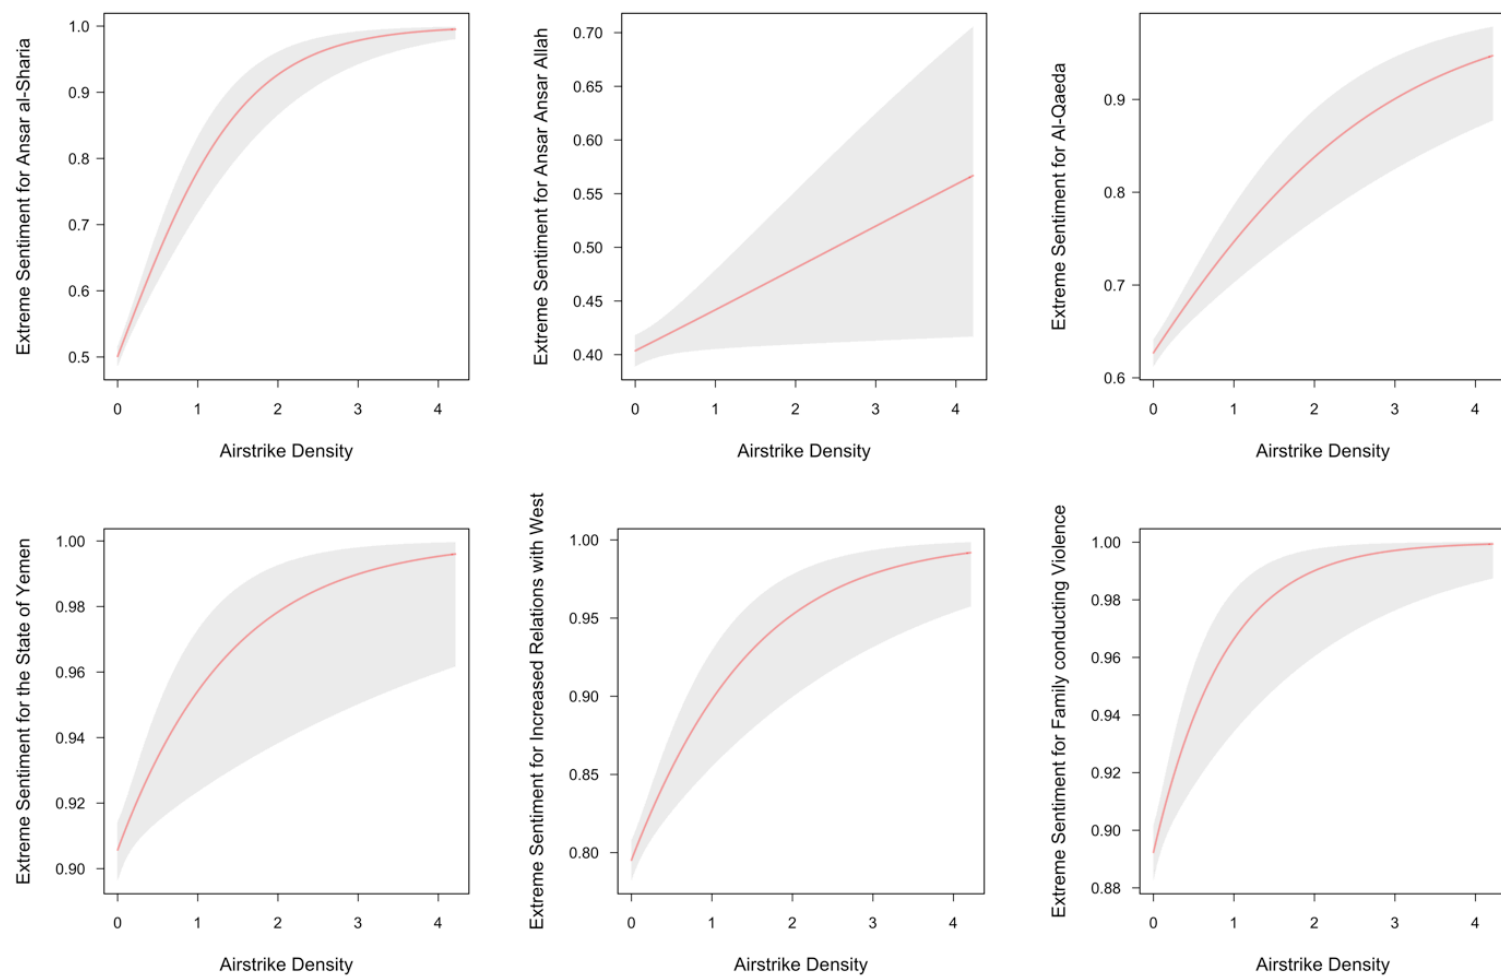 Extreme Sentiment for Ansar al-Sharia
1.0
0.9
0.8
0.7
0.6
0.5
0 1 2 3 4
Airstrike Density
Extreme Sentiment for Ansar Ansar Allah
0.70
0.65
0.60
0.55
0.50
0.45
0.40
0 1 2 3 4
Airstrike Density
Extreme Sentiment for Al-Qaeda
0.9
0.8
0.7
0.6
0 1 2 3 4
Airstrike Density
Extreme Sentiment for the State of Yemen
1.00
0.98
0.96
0.94
0.92
0.90
0 1 2 3 4
Airstrike Density
Extreme Sentiment for Increased Relations with West
1.00
0.95
0.90
0.85
0.80
0 1 2 3 4
Airstrike Density
Extreme Sentiment for Family conducting Violence
1.00
0.98
0.96
0.94
0.92
0.90
0.88
0 1 2 3 4
Airstrike Density